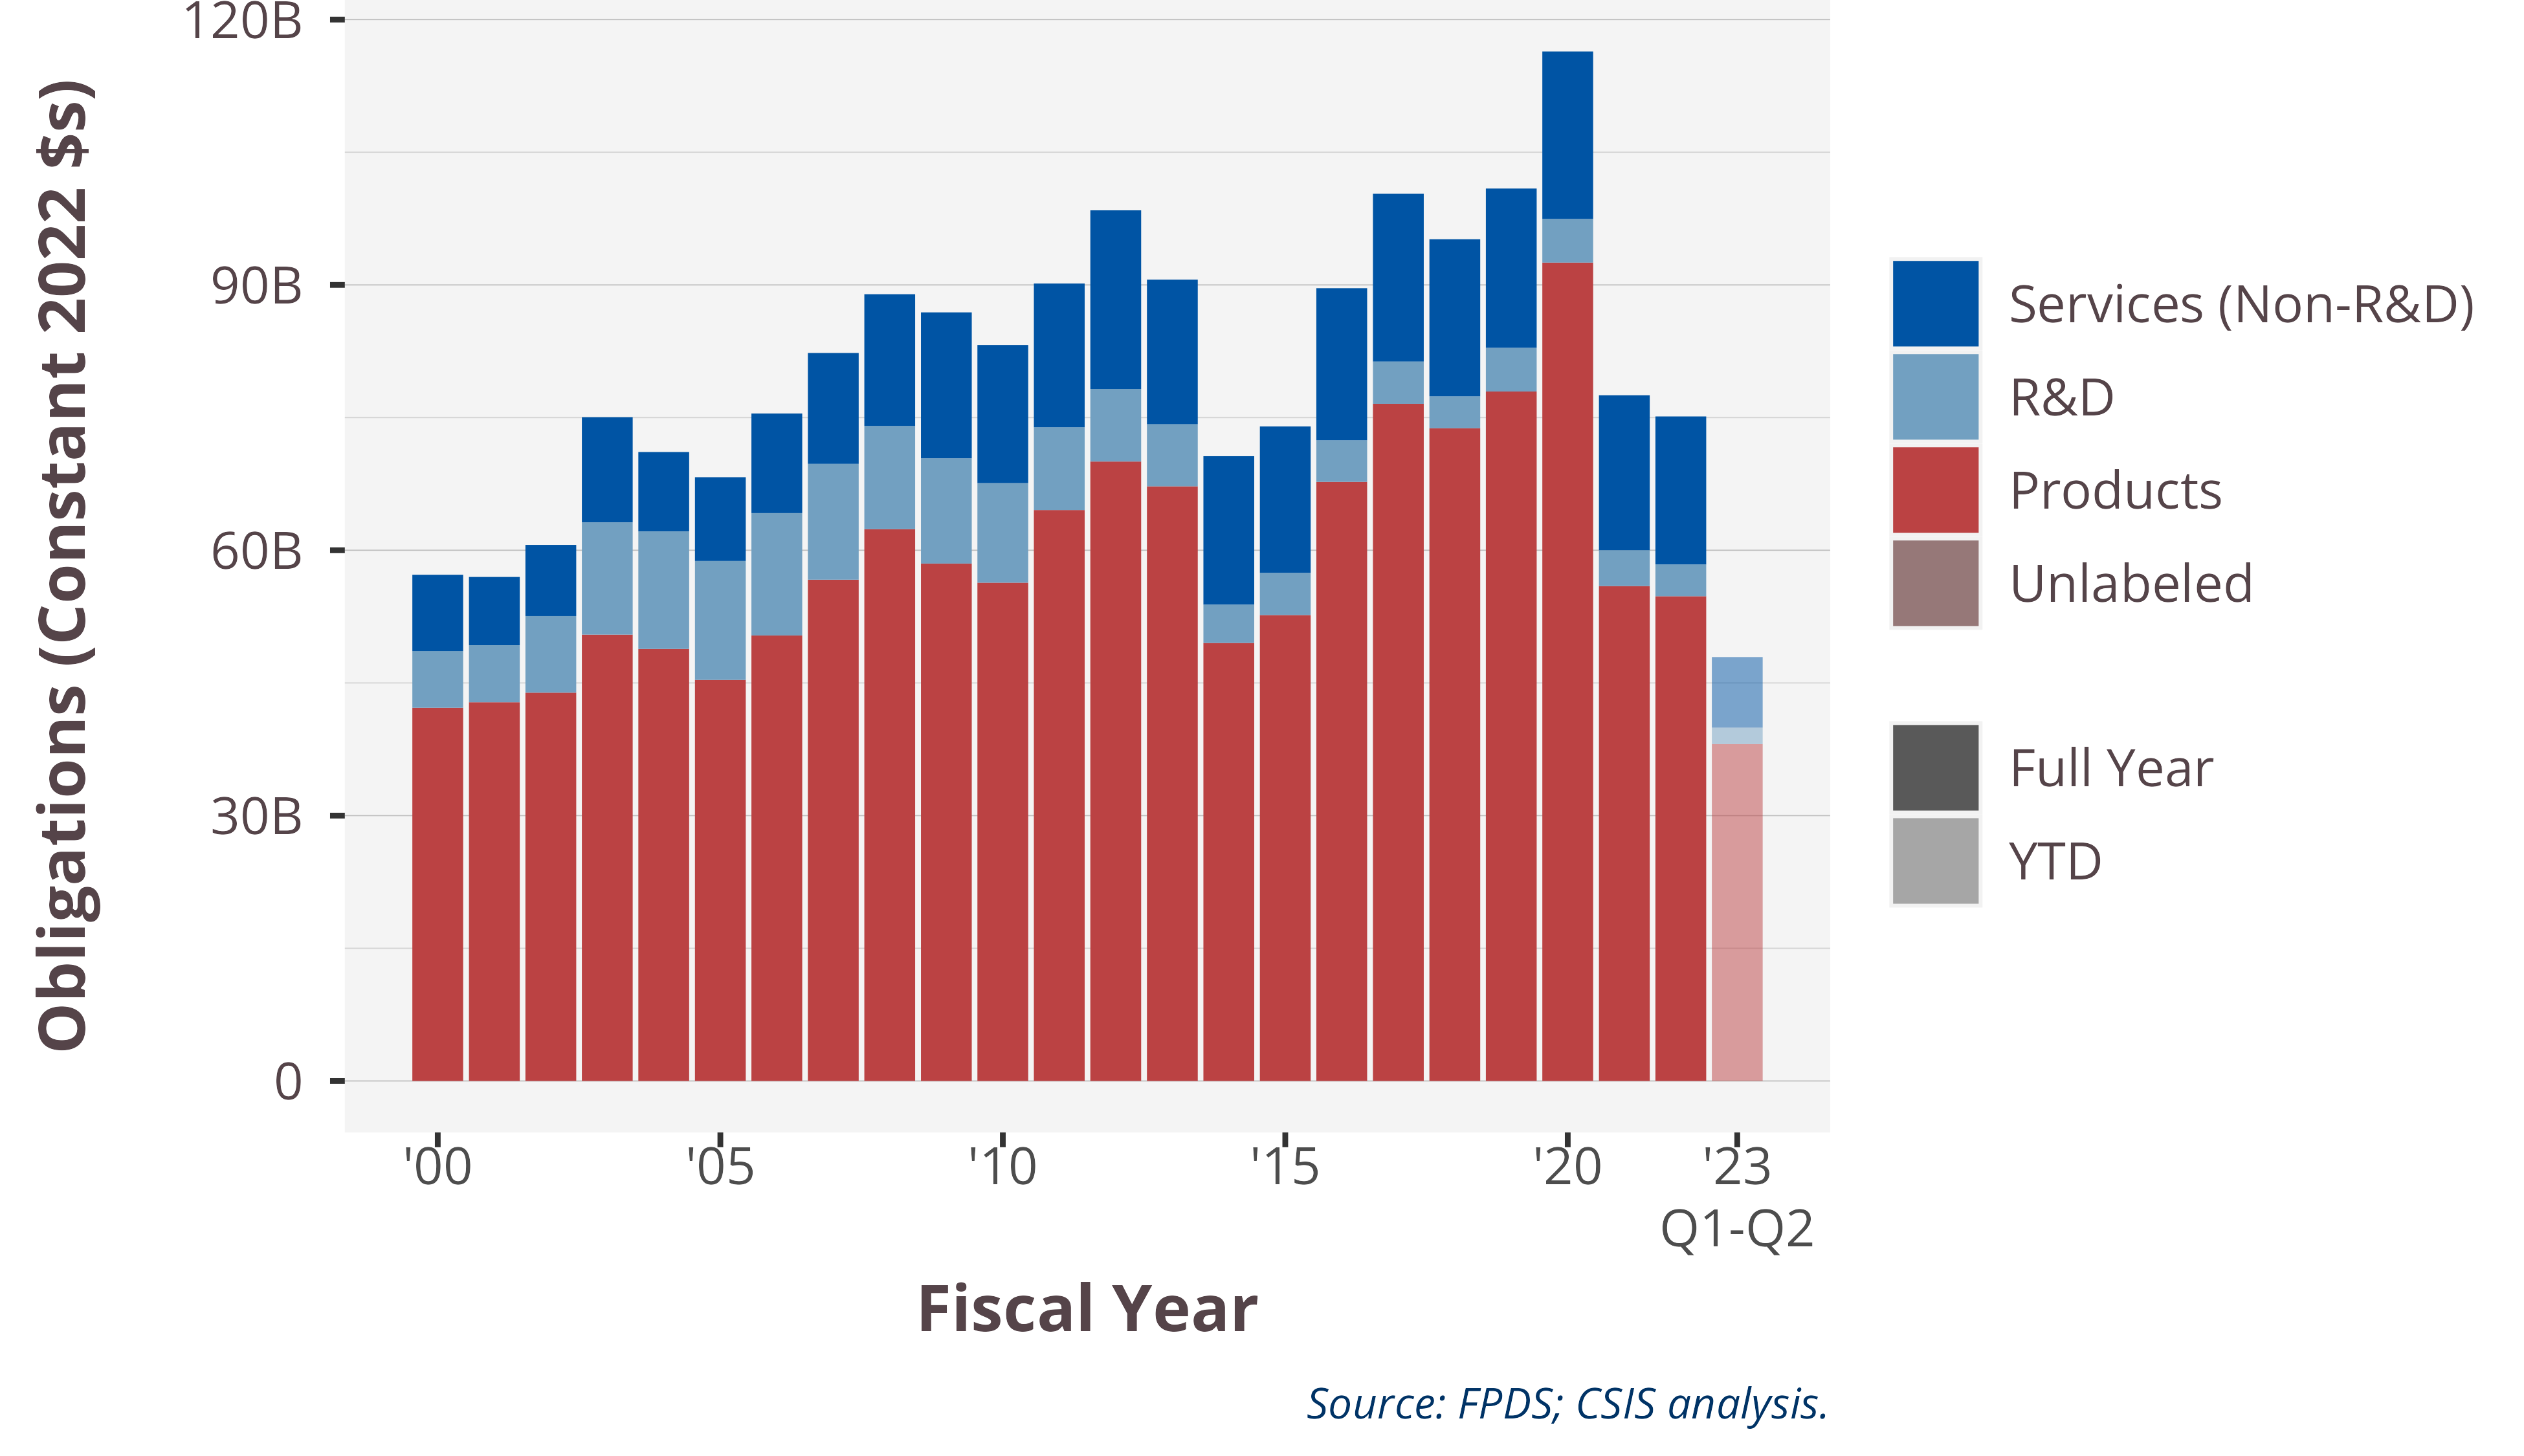 Obligations (Constant 2022 $s)
120B
90B
60B
30B
0
'00
'05
'10
'15
'20
'23
Q1-Q2
Fiscal Year
Services (Non-R&D)
R&D
Products
Unlabeled
Full Year
YTD
Source: FPDS; CSIS analysis.